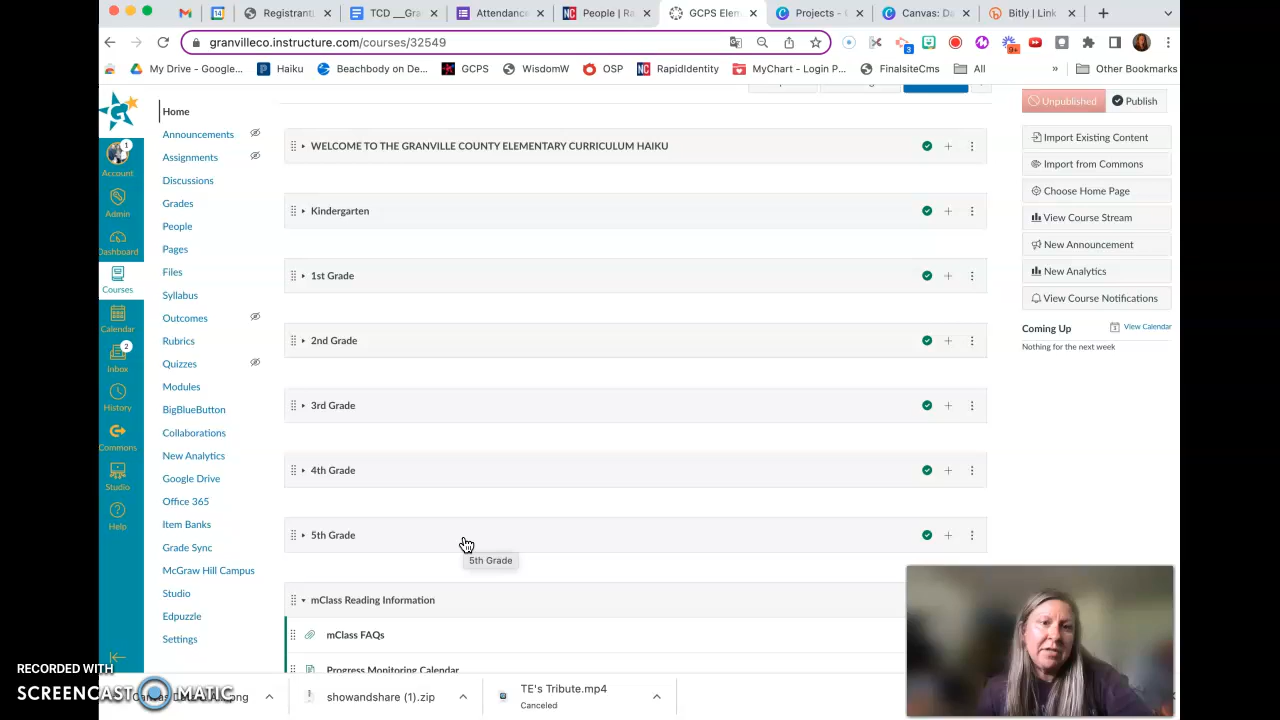 Registrant
TCD __Gra
Attendance
People | Ra
GCPS Elem
Projects -
Canvas: Da
Bitly | Link
granvilleco.instructure.com/courses/32549
3
9+
My Drive - Google...
Haiku
Beachbody on De...
GCPS
WisdomW
OSP
RapidIdentity
MyChart - Login P...
FinalsiteCms
All
»
Other Bookmarks
1
Account
Admin
Dashboard
Courses
Calendar
2
Inbox
History
Commons
Studio
Help
Home
Announcements
Assignments
Discussions
Grades
People
Pages
Files
Syllabus
Outcomes
Rubrics
Quizzes
Modules
BigBlueButton
Collaborations
New Analytics
Google Drive
Office 365
Item Banks
Grade Sync
McGraw Hill Campus
Studio
Edpuzzle
Settings
WELCOME TO THE GRANVILLE COUNTY ELEMENTARY CURRICULUM HAIKU
Kindergarten
1st Grade
2nd Grade
3rd Grade
4th Grade
5th Grade
5th Grade
mClass Reading Information
mClass FAQs
Progress Monitoring Calendar
Unpublished
Publish
Import Existing Content
Import from Commons
Choose Home Page
View Course Stream
New Announcement
New Analytics
View Course Notifications
Coming Up
View Calendar
Nothing for the next week
RECORDED WITH
SCREENCAST-O-MATIC
showandshare (1).zip
TE's Tribute.mp4
Canceled